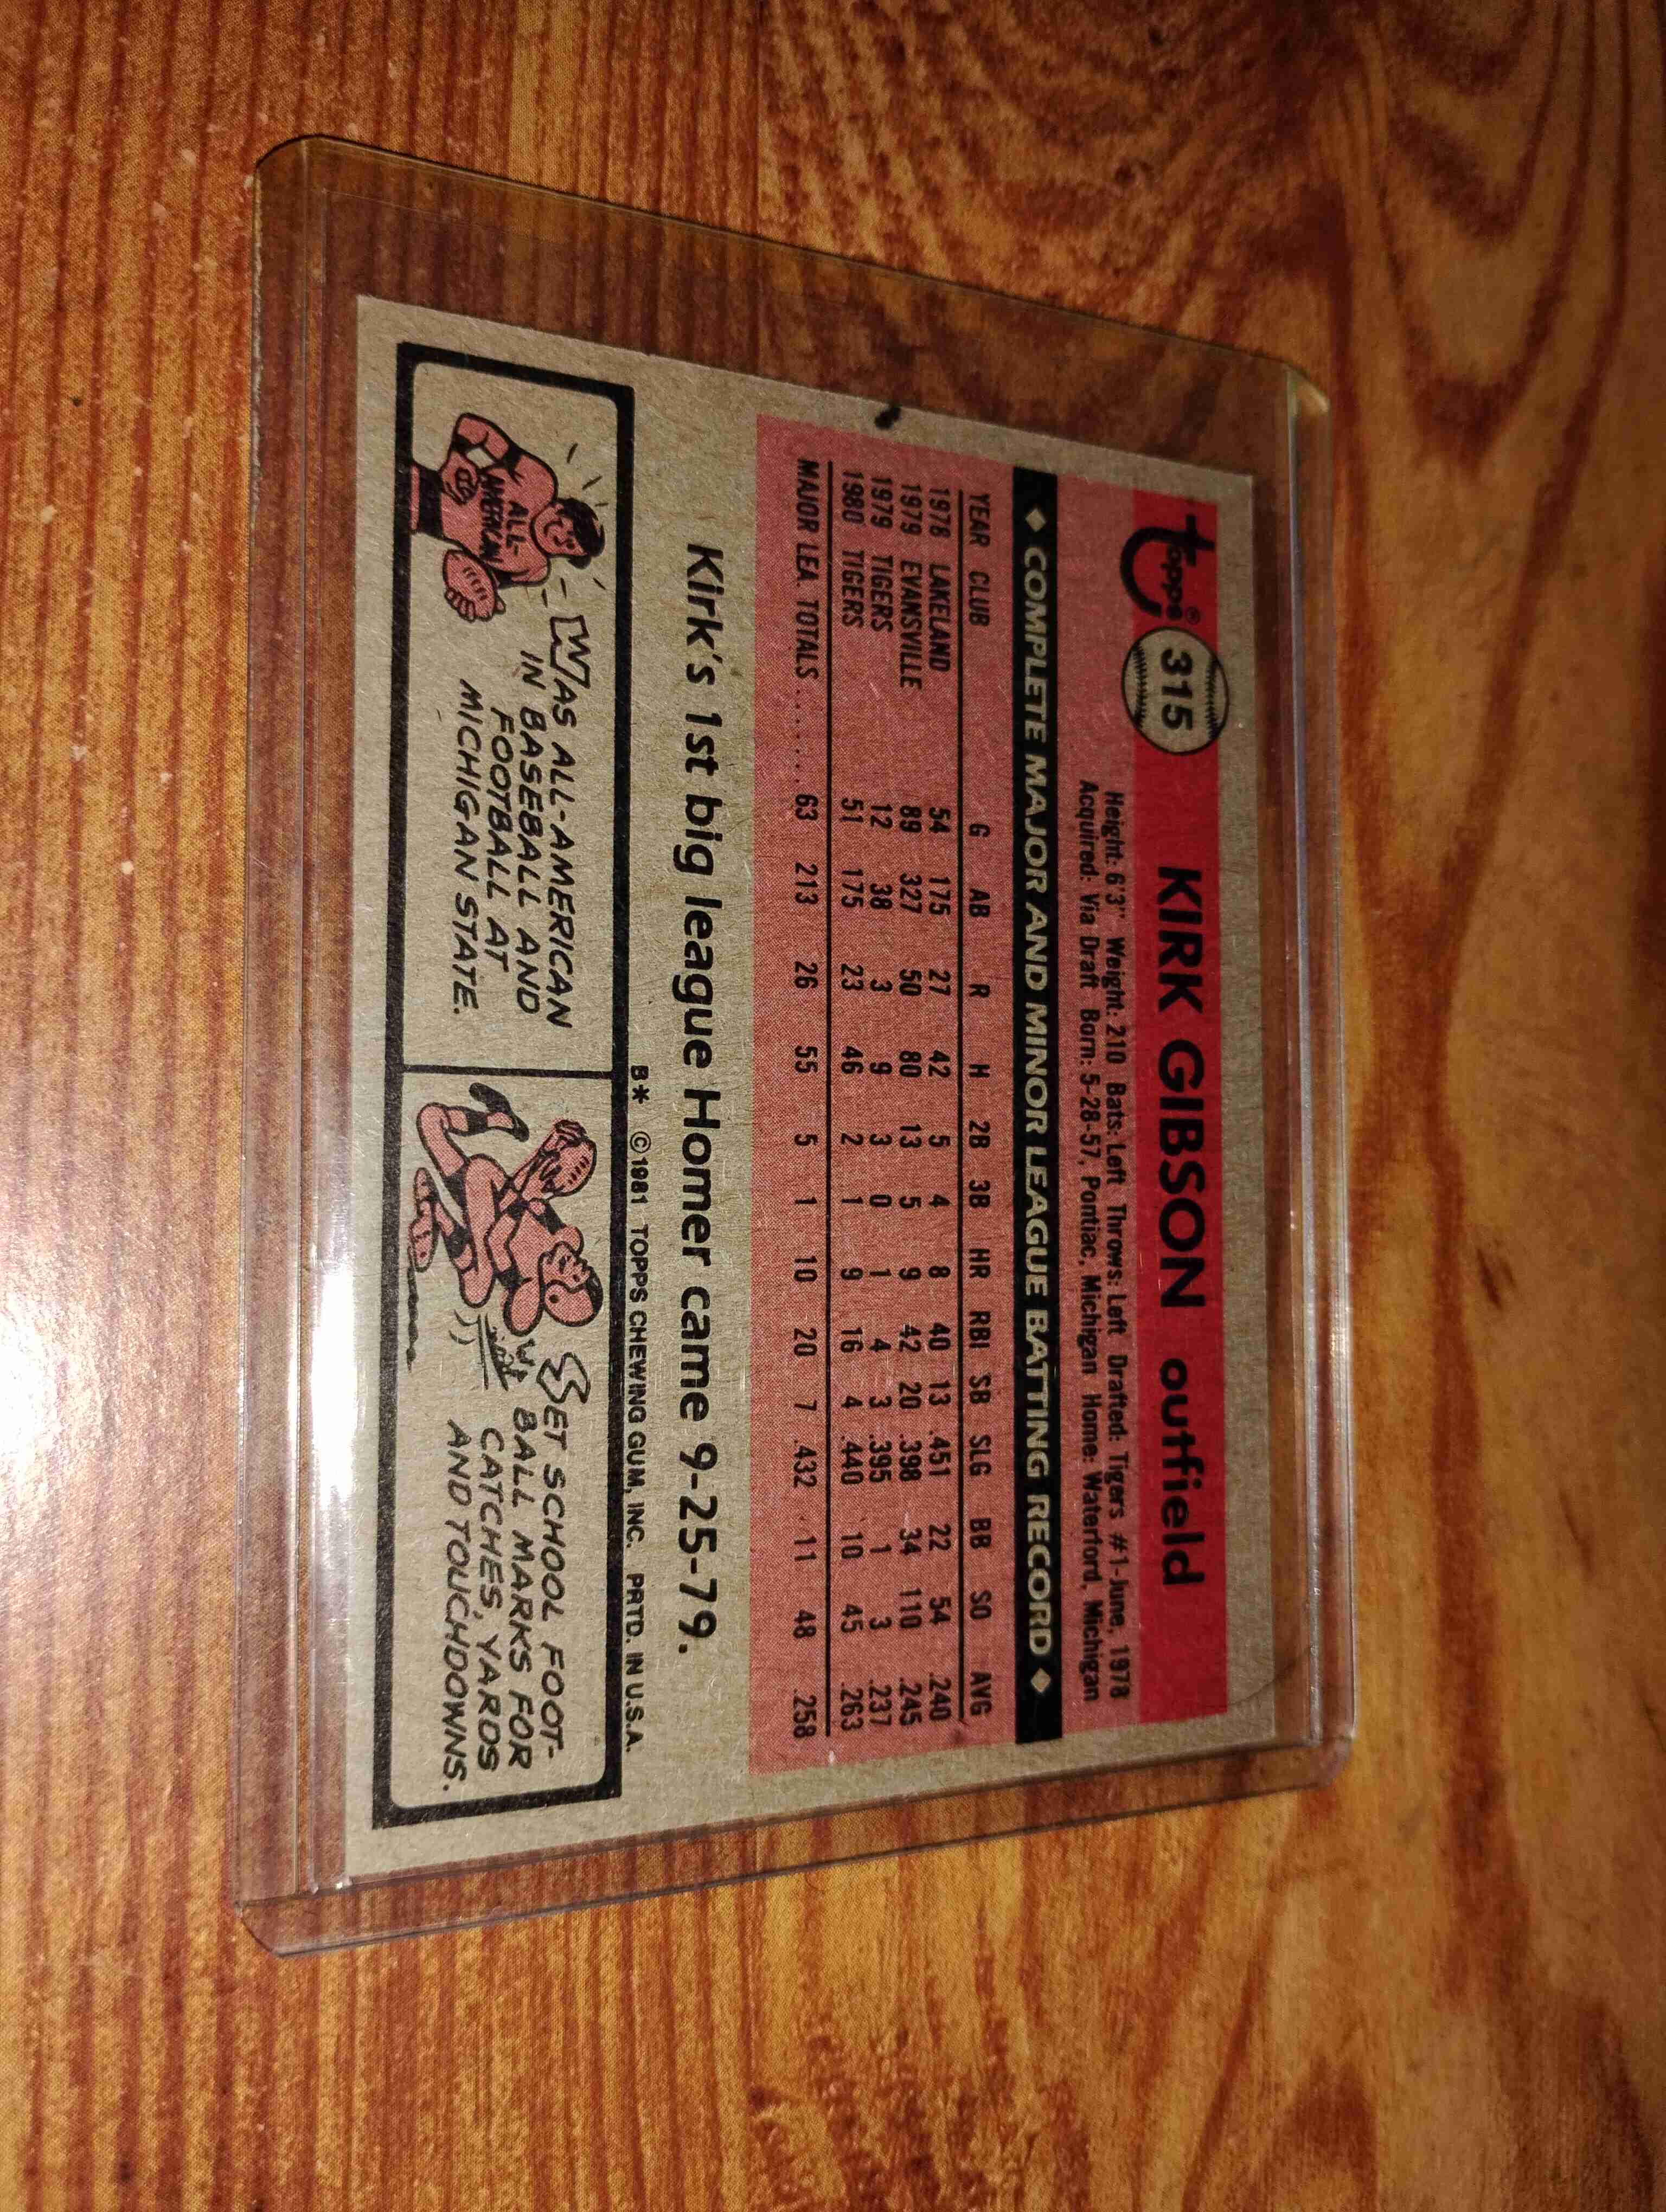 topps® 315 KIRK GIBSON outfield
Height: 6'3" Weight: 210 Bats: Left Throws: Left Drafted: Tigers #1-June, 1978
Acquired: Via Draft Born: 5-28-57, Pontiac, Michigan Home: Waterford, Michigan
◆ COMPLETE MAJOR AND MINOR LEAGUE BATTING RECORD ◆
YEAR CLUB G AB R H 2B 3B HR RBI SB SLG BB SO AVG
1978 LAKELAND 54 175 27 42 5 4 8 40 13 .451 22 54 .240
1979 EVANSVILLE 89 327 50 80 13 5 9 42 20 .398 34 110 .245
1979 TIGERS 12 38 3 9 3 0 1 4 3 .395 1 3 .237
1980 TIGERS 51 175 23 46 2 1 9 16 4 .440 10 45 .263
MAJOR LEA. TOTALS ........ 63 213 26 55 5 1 10 20 7 .432 11 48 .258
Kirk's 1st big league Homer came 9-25-79.
B* ©1981 TOPPS CHEWING GUM, INC. PRTD. IN U.S.A.
ALL-
AMERICAN
WAS ALL-AMERICAN
IN BASEBALL AND
FOOTBALL AT
MICHIGAN STATE.
SET SCHOOL FOOT-
BALL MARKS FOR
CATCHES, YARDS
AND TOUCHDOWNS.